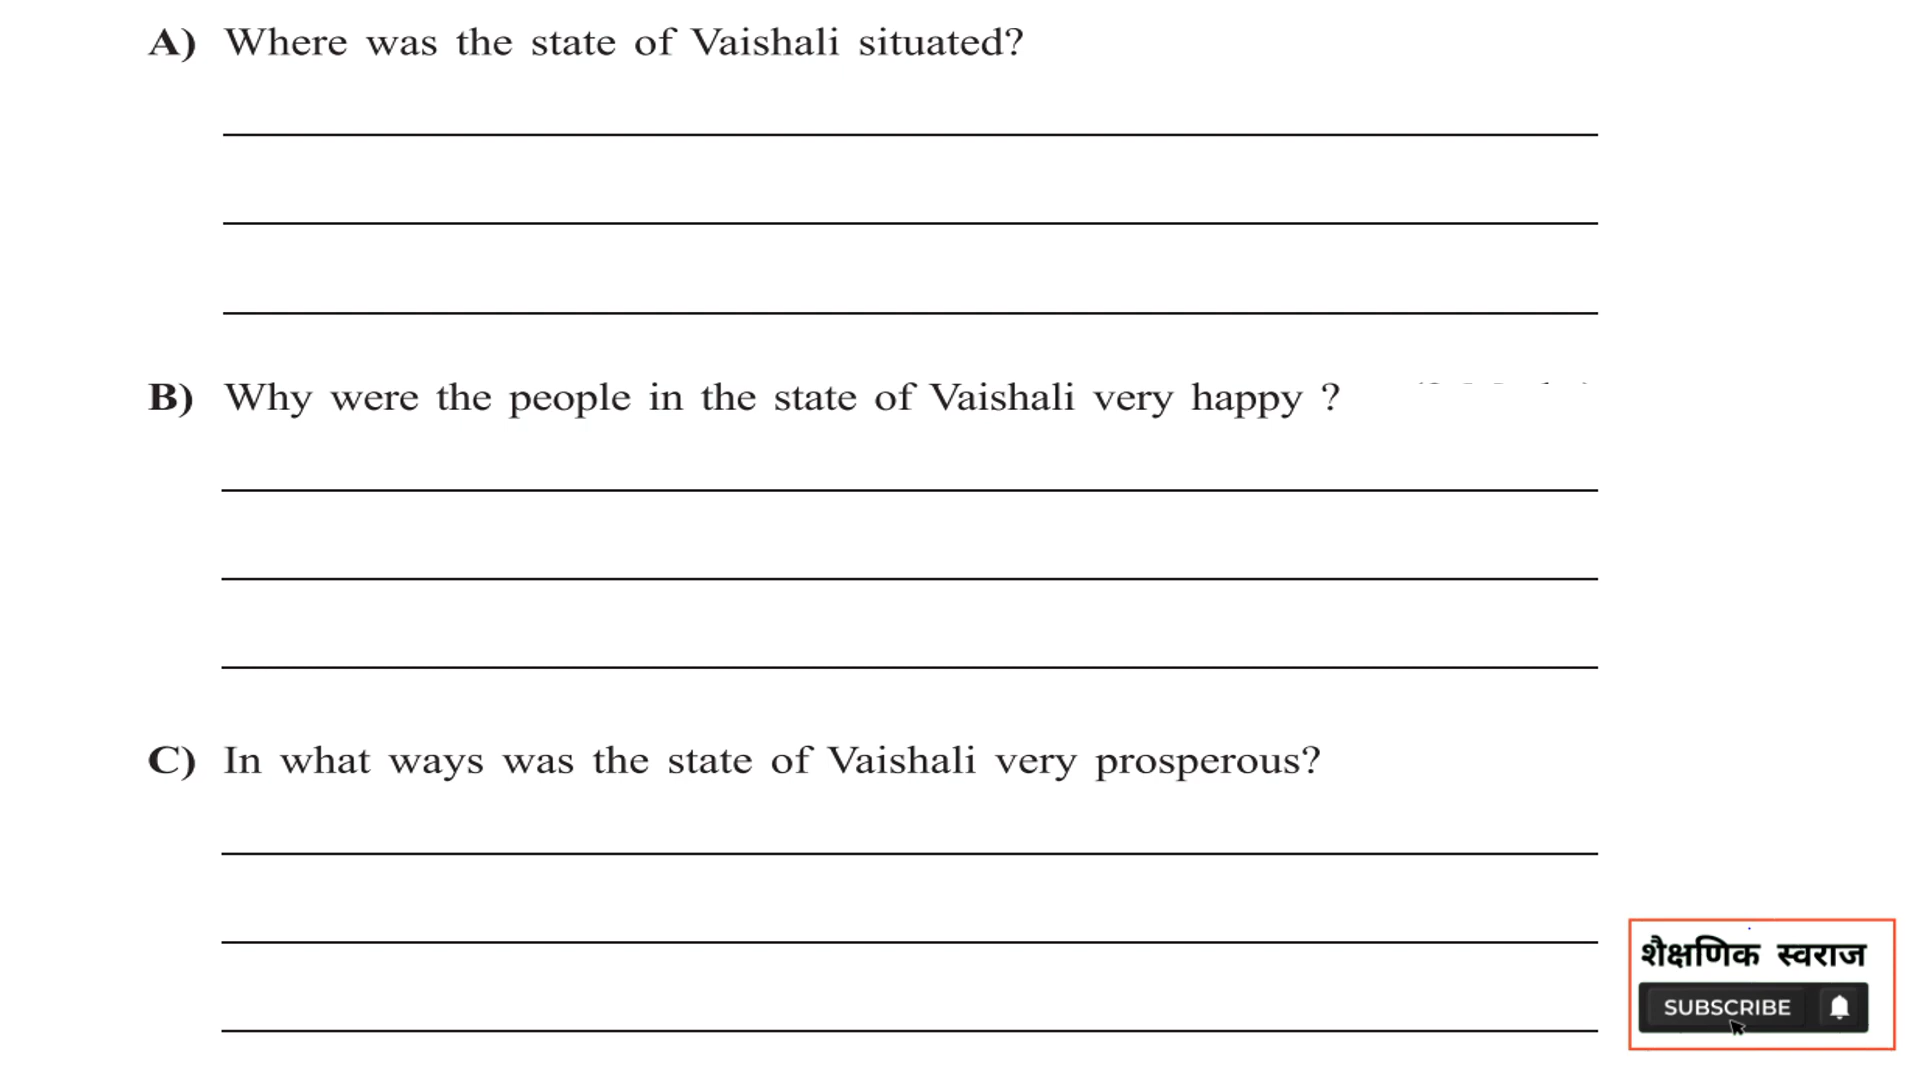 A) Where was the state of Vaishali situated?
B) Why were the people in the state of Vaishali very happy ?
C) In what ways was the state of Vaishali very prosperous?
शैक्षणिक स्वराज
SUBSCRIBE